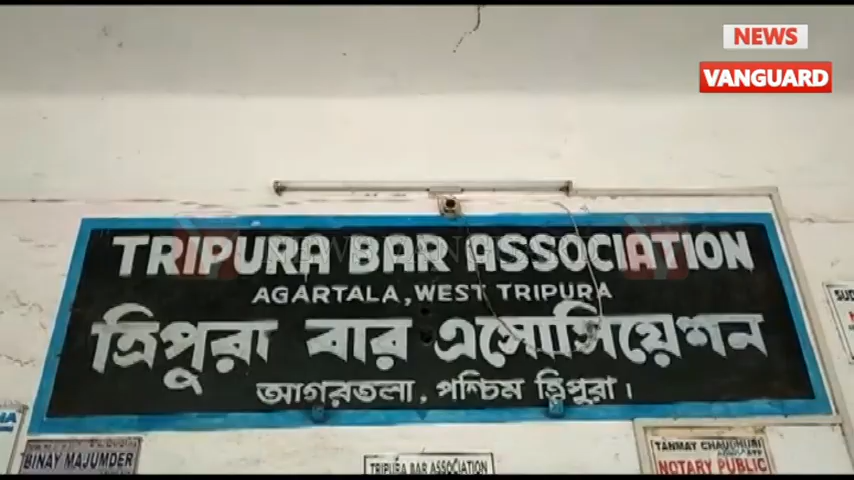 NEWS
VANGUARD
TRIPURA BAR ASSOCIATION
AGARTALA, WEST TRIPURA
ত্রিপুরা বার এসোসিয়েশন
আগরতলা, পশ্চিম ত্রিপুরা।
BINAY MAJUMDER
TRIPURA BAR ASSOCIATION
TANMAY CHAUDHURI
NOTARY PUBLIC